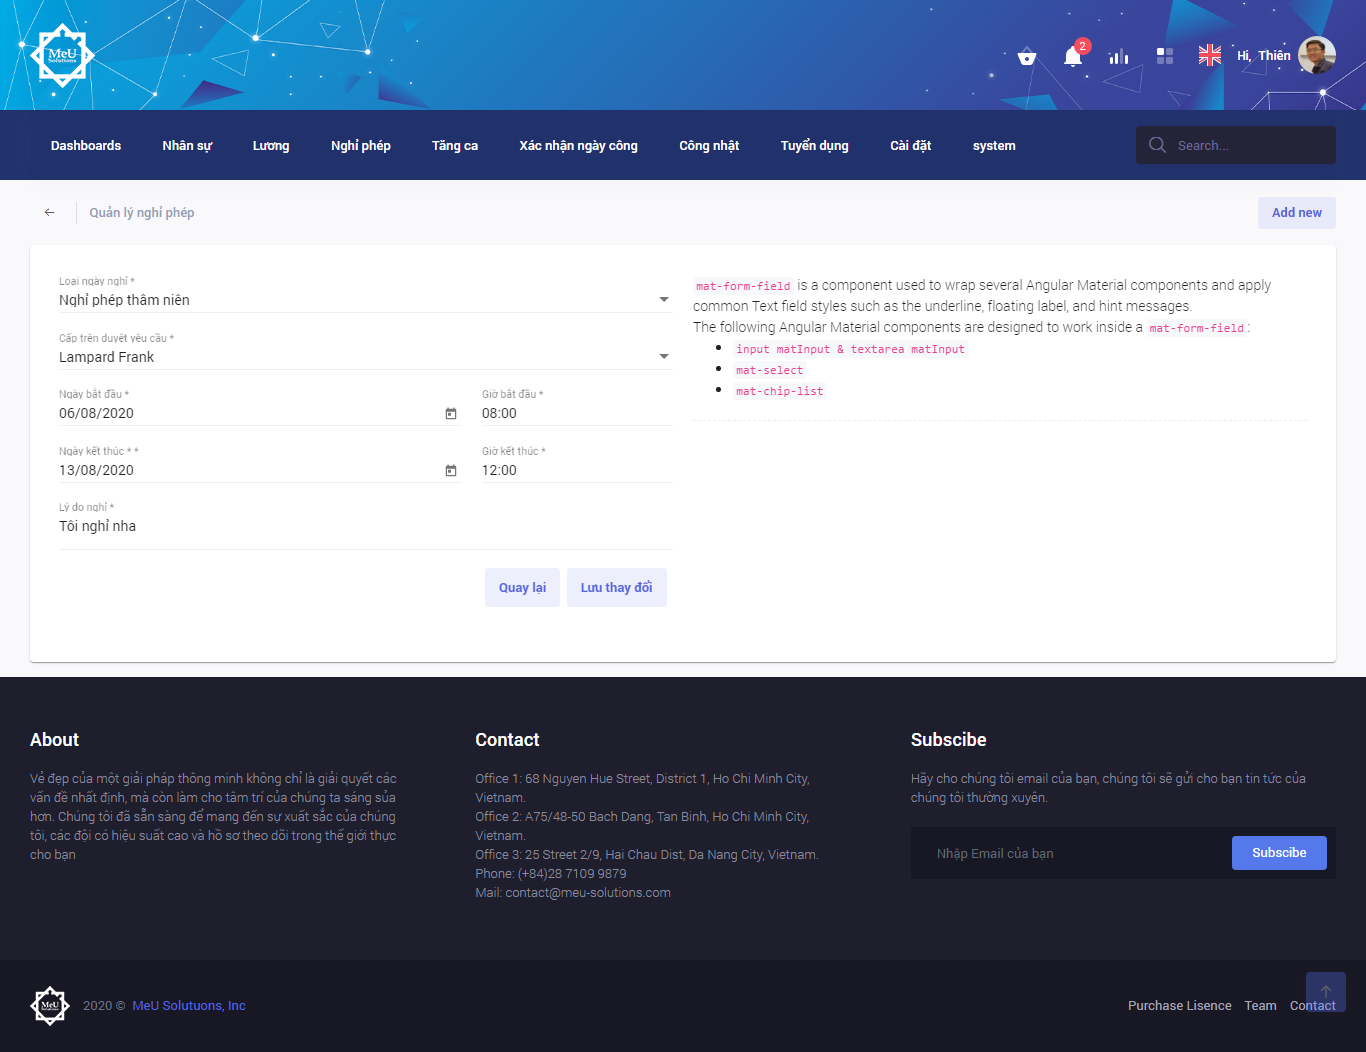 MeU
Solutions
2
Hi, Thiên
Dashboards Nhân sự Lương Nghỉ phép Tăng ca Xác nhận ngày công Công nhật Tuyển dụng Cài đặt system
Search...
Quản lý nghỉ phép
Add new
Loại ngày nghỉ *
Nghỉ phép thâm niên
Cấp trên duyệt yêu cầu *
Lampard Frank
Ngày bắt đầu * Giờ bắt đầu *
06/08/2020 08:00
Ngày kết thúc * * Giờ kết thúc *
13/08/2020 12:00
Lý do nghỉ *
Tôi nghỉ nha
Quay lại Lưu thay đổi
mat-form-field is a component used to wrap several Angular Material components and apply
common Text field styles such as the underline, floating label, and hint messages.
The following Angular Material components are designed to work inside a mat-form-field :
input matInput & textarea matInput
mat-select
mat-chip-list
About
Vẻ đẹp của một giải pháp thông minh không chỉ là giải quyết các
vấn đề nhất định, mà còn làm cho tâm trí của chúng ta sáng sủa
hơn. Chúng tôi đã sẵn sàng để mang đến sự xuất sắc của chúng
tôi, các đội có hiệu suất cao và hồ sơ theo dõi trong thế giới thực
cho bạn
Contact
Office 1: 68 Nguyen Hue Street, District 1, Ho Chi Minh City,
Vietnam.
Office 2: A75/48-50 Bach Dang, Tan Binh, Ho Chi Minh City,
Vietnam.
Office 3: 25 Street 2/9, Hai Chau Dist, Da Nang City, Vietnam.
Phone: (+84)28 7109 9879
Mail: contact@meu-solutions.com
Subscibe
Hãy cho chúng tôi email của bạn, chúng tôi sẽ gửi cho bạn tin tức của
chúng tôi thường xuyên.
Nhập Email của bạn Subscibe
MeU
Solutions
2020 © MeU Solutuons, Inc
Purchase Lisence Team Contact